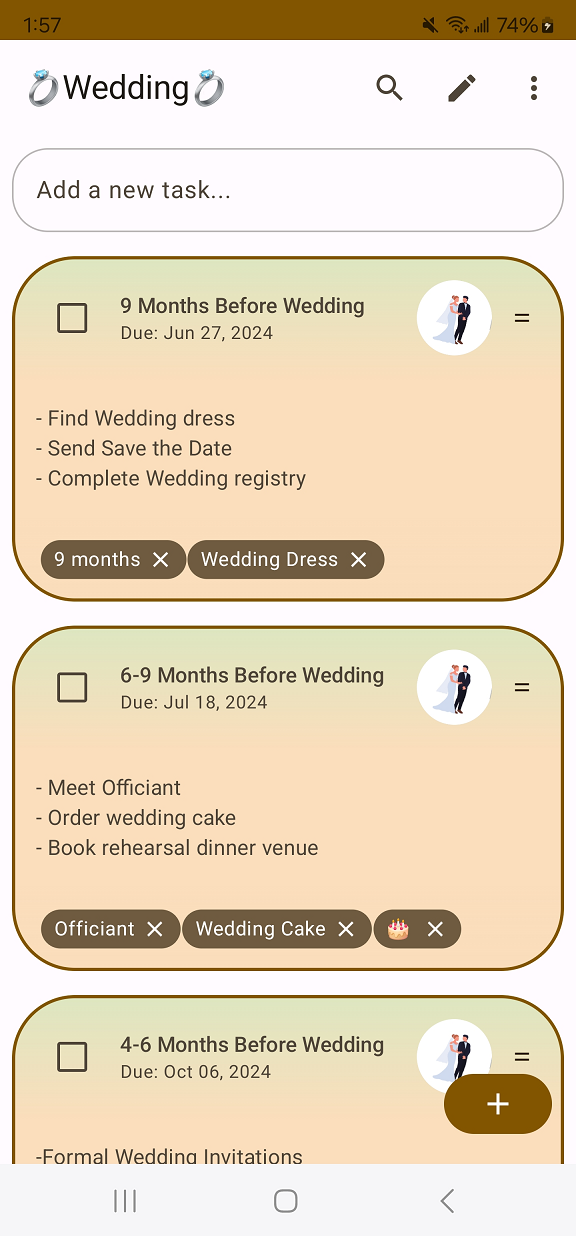 1:57
74%
💍Wedding💍
Add a new task...
9 Months Before Wedding
Due: Jun 27, 2024
- Find Wedding dress
- Send Save the Date
- Complete Wedding registry
9 months
Wedding Dress
6-9 Months Before Wedding
Due: Jul 18, 2024
- Meet Officiant
- Order wedding cake
- Book rehearsal dinner venue
Officiant
Wedding Cake
🎂
4-6 Months Before Wedding
Due: Oct 06, 2024
-Formal Wedding Invitations